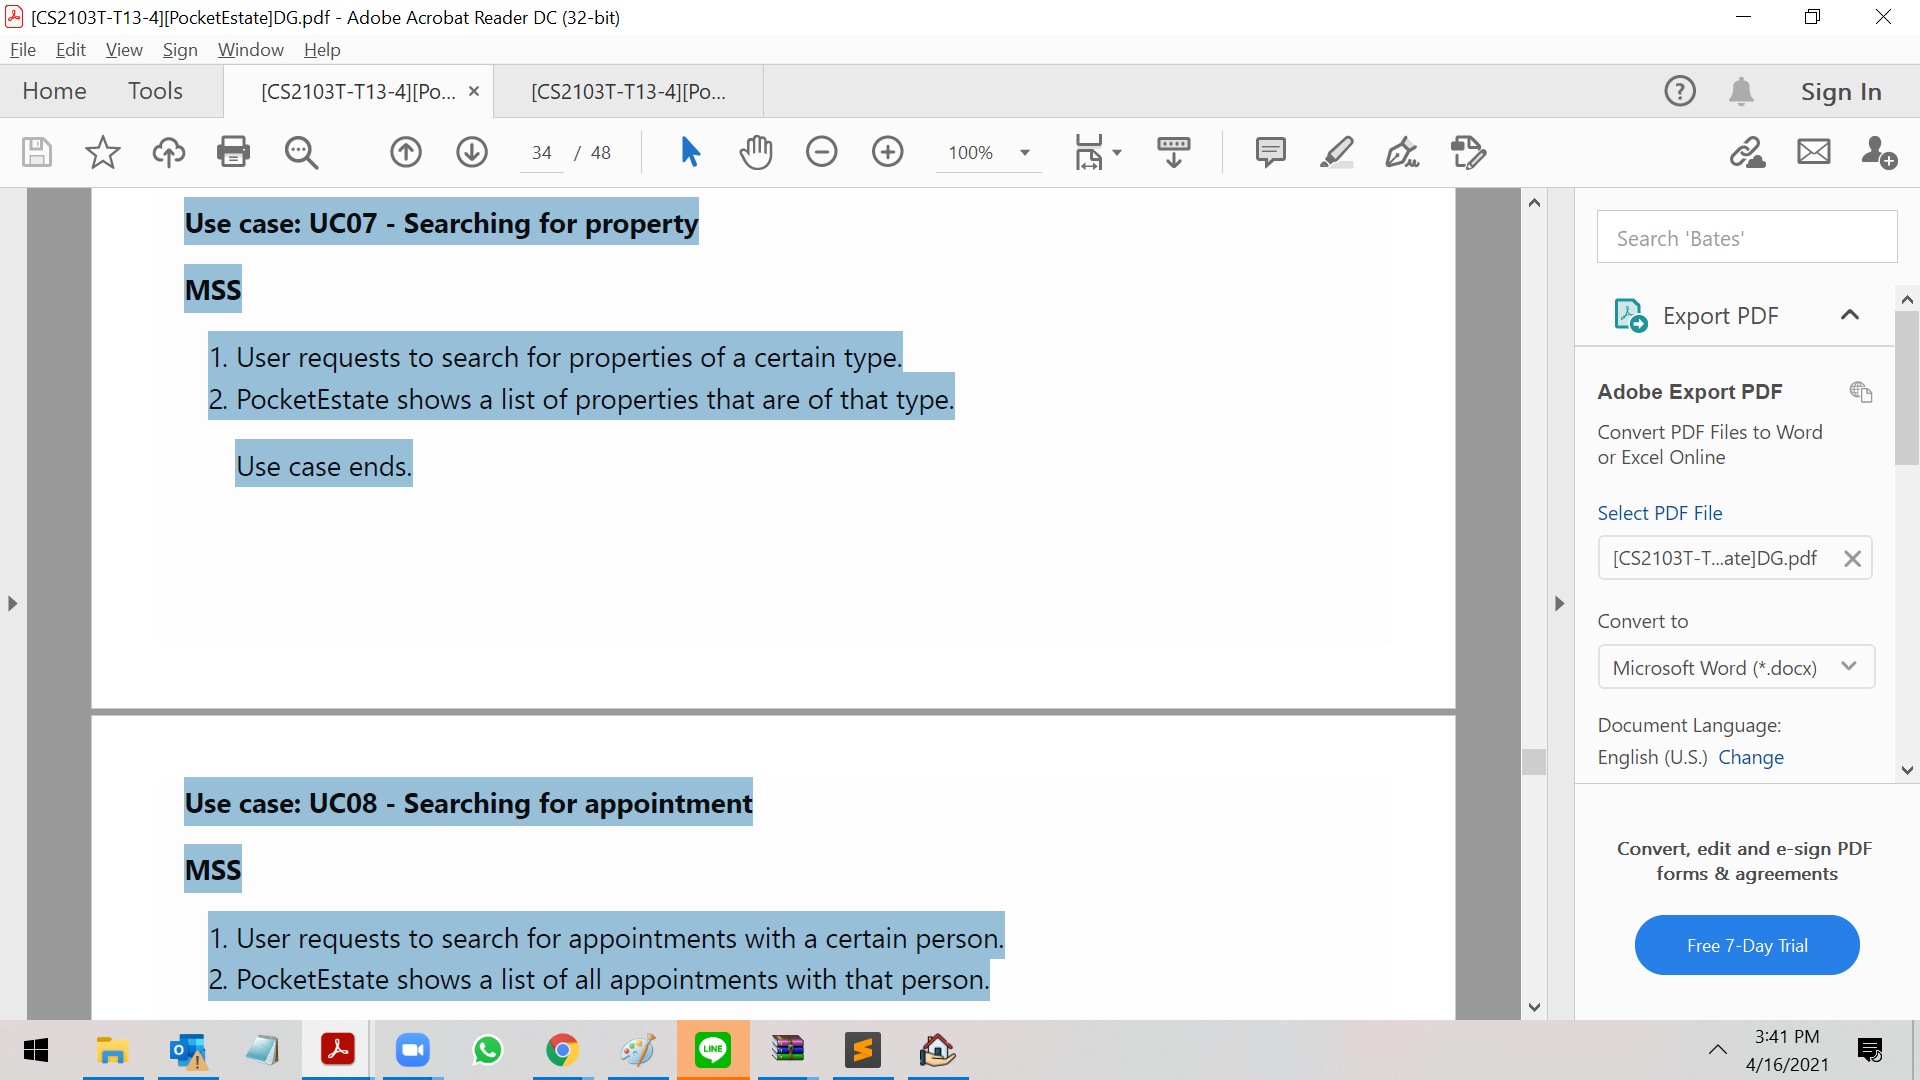 [CS2103T-T13-4][PocketEstate]DG.pdf - Adobe Acrobat Reader DC (32-bit)
File Edit View Sign Window Help
Home Tools [CS2103T-T13-4][Po... × [CS2103T-T13-4][Po... Sign In
34 / 48 100%
Use case: UC07 - Searching for property
MSS
1. User requests to search for properties of a certain type.
2. PocketEstate shows a list of properties that are of that type.
Use case ends.
Use case: UC08 - Searching for appointment
MSS
1. User requests to search for appointments with a certain person.
2. PocketEstate shows a list of all appointments with that person.
Search 'Bates'
Export PDF
Adobe Export PDF
Convert PDF Files to Word
or Excel Online
Select PDF File
[CS2103T-T...ate]DG.pdf
Convert to
Microsoft Word (*.docx)
Document Language:
English (U.S.) Change
Convert, edit and e-sign PDF
forms & agreements
Free 7-Day Trial
LINE
3:41 PM
4/16/2021